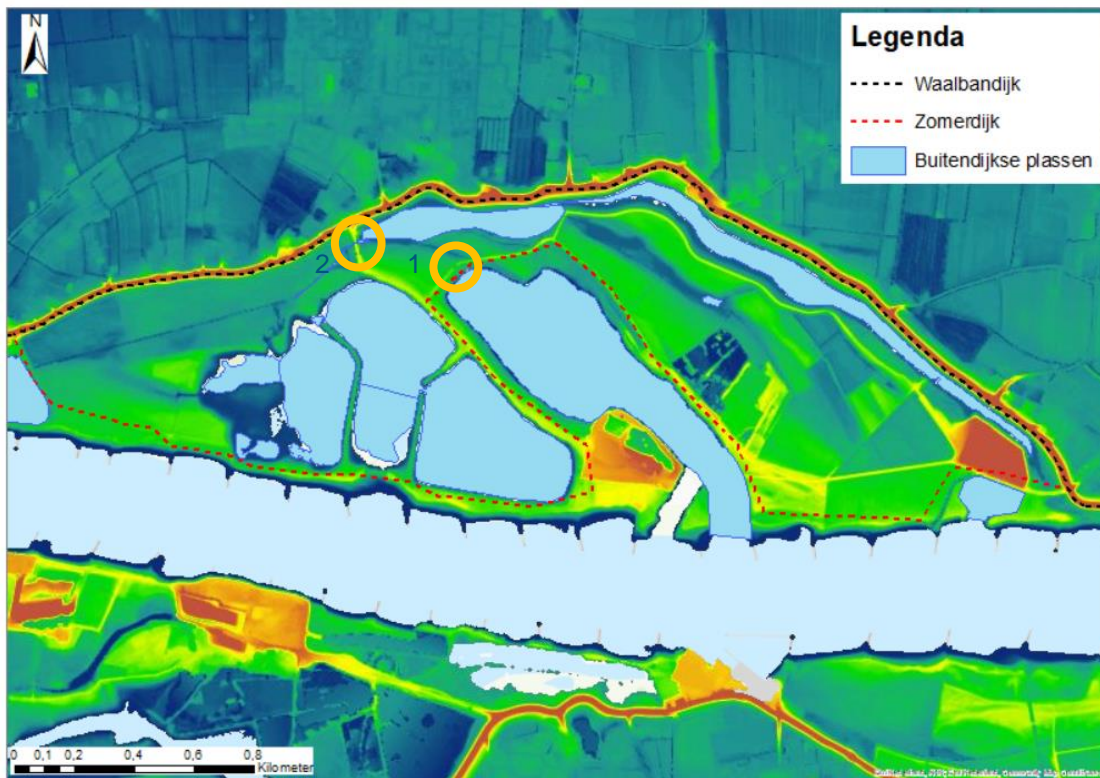 N
Legenda
Waalbandijk
Zomerdijk
Buitendijkse plassen
2
1
0 0,1 0,2 0,4 0,6 0,8
Kilometer